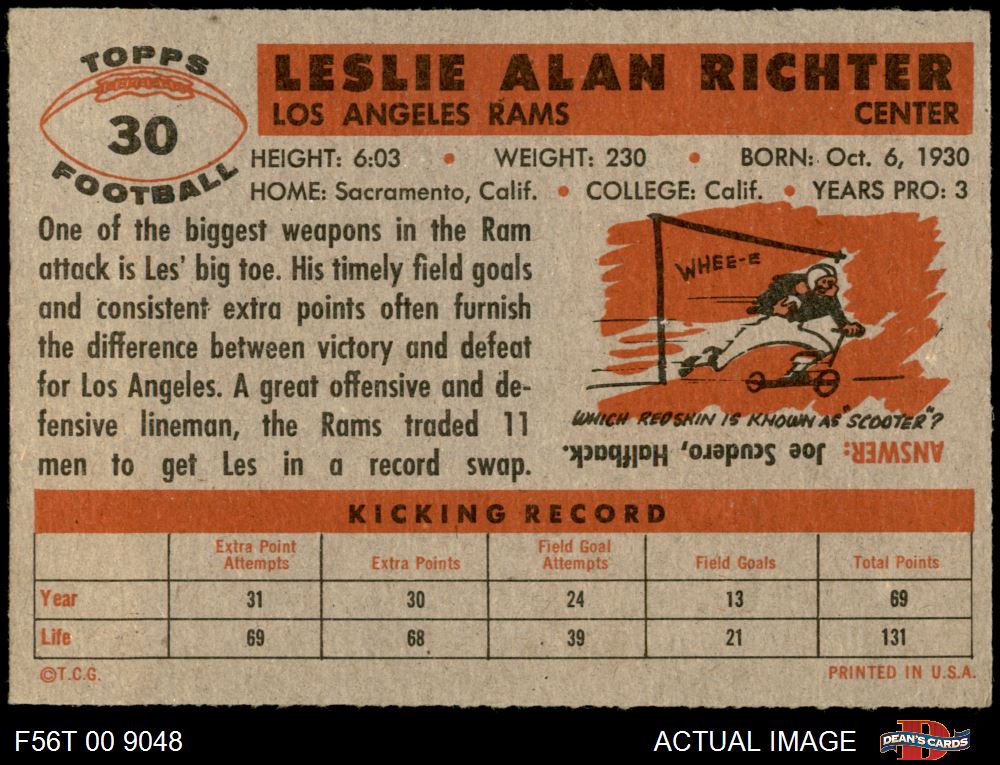 TOPPS
30
FOOTBALL
LESLIE ALAN RICHTER
LOS ANGELES RAMS CENTER
HEIGHT: 6:03 • WEIGHT: 230 • BORN: Oct. 6, 1930
HOME: Sacramento, Calif. • COLLEGE: Calif. • YEARS PRO: 3
One of the biggest weapons in the Ram
attack is Les' big toe. His timely field goals
and consistent extra points often furnish
the difference between victory and defeat
for Los Angeles. A great offensive and de-
fensive lineman, the Rams traded 11
men to get Les in a record swap.
WHEE-E
WHICH REDSKIN IS KNOWN AS "SCOOTER"?
ANSWER: Joe Scudero, Halfback.
KICKING RECORD
Extra Point Attempts Extra Points Field Goal Attempts Field Goals Total Points
Year 31 30 24 13 69
Life 69 68 39 21 131
©T.C.G. PRINTED IN U.S.A.
F56T 00 9048 ACTUAL IMAGE DEAN'S CARDS